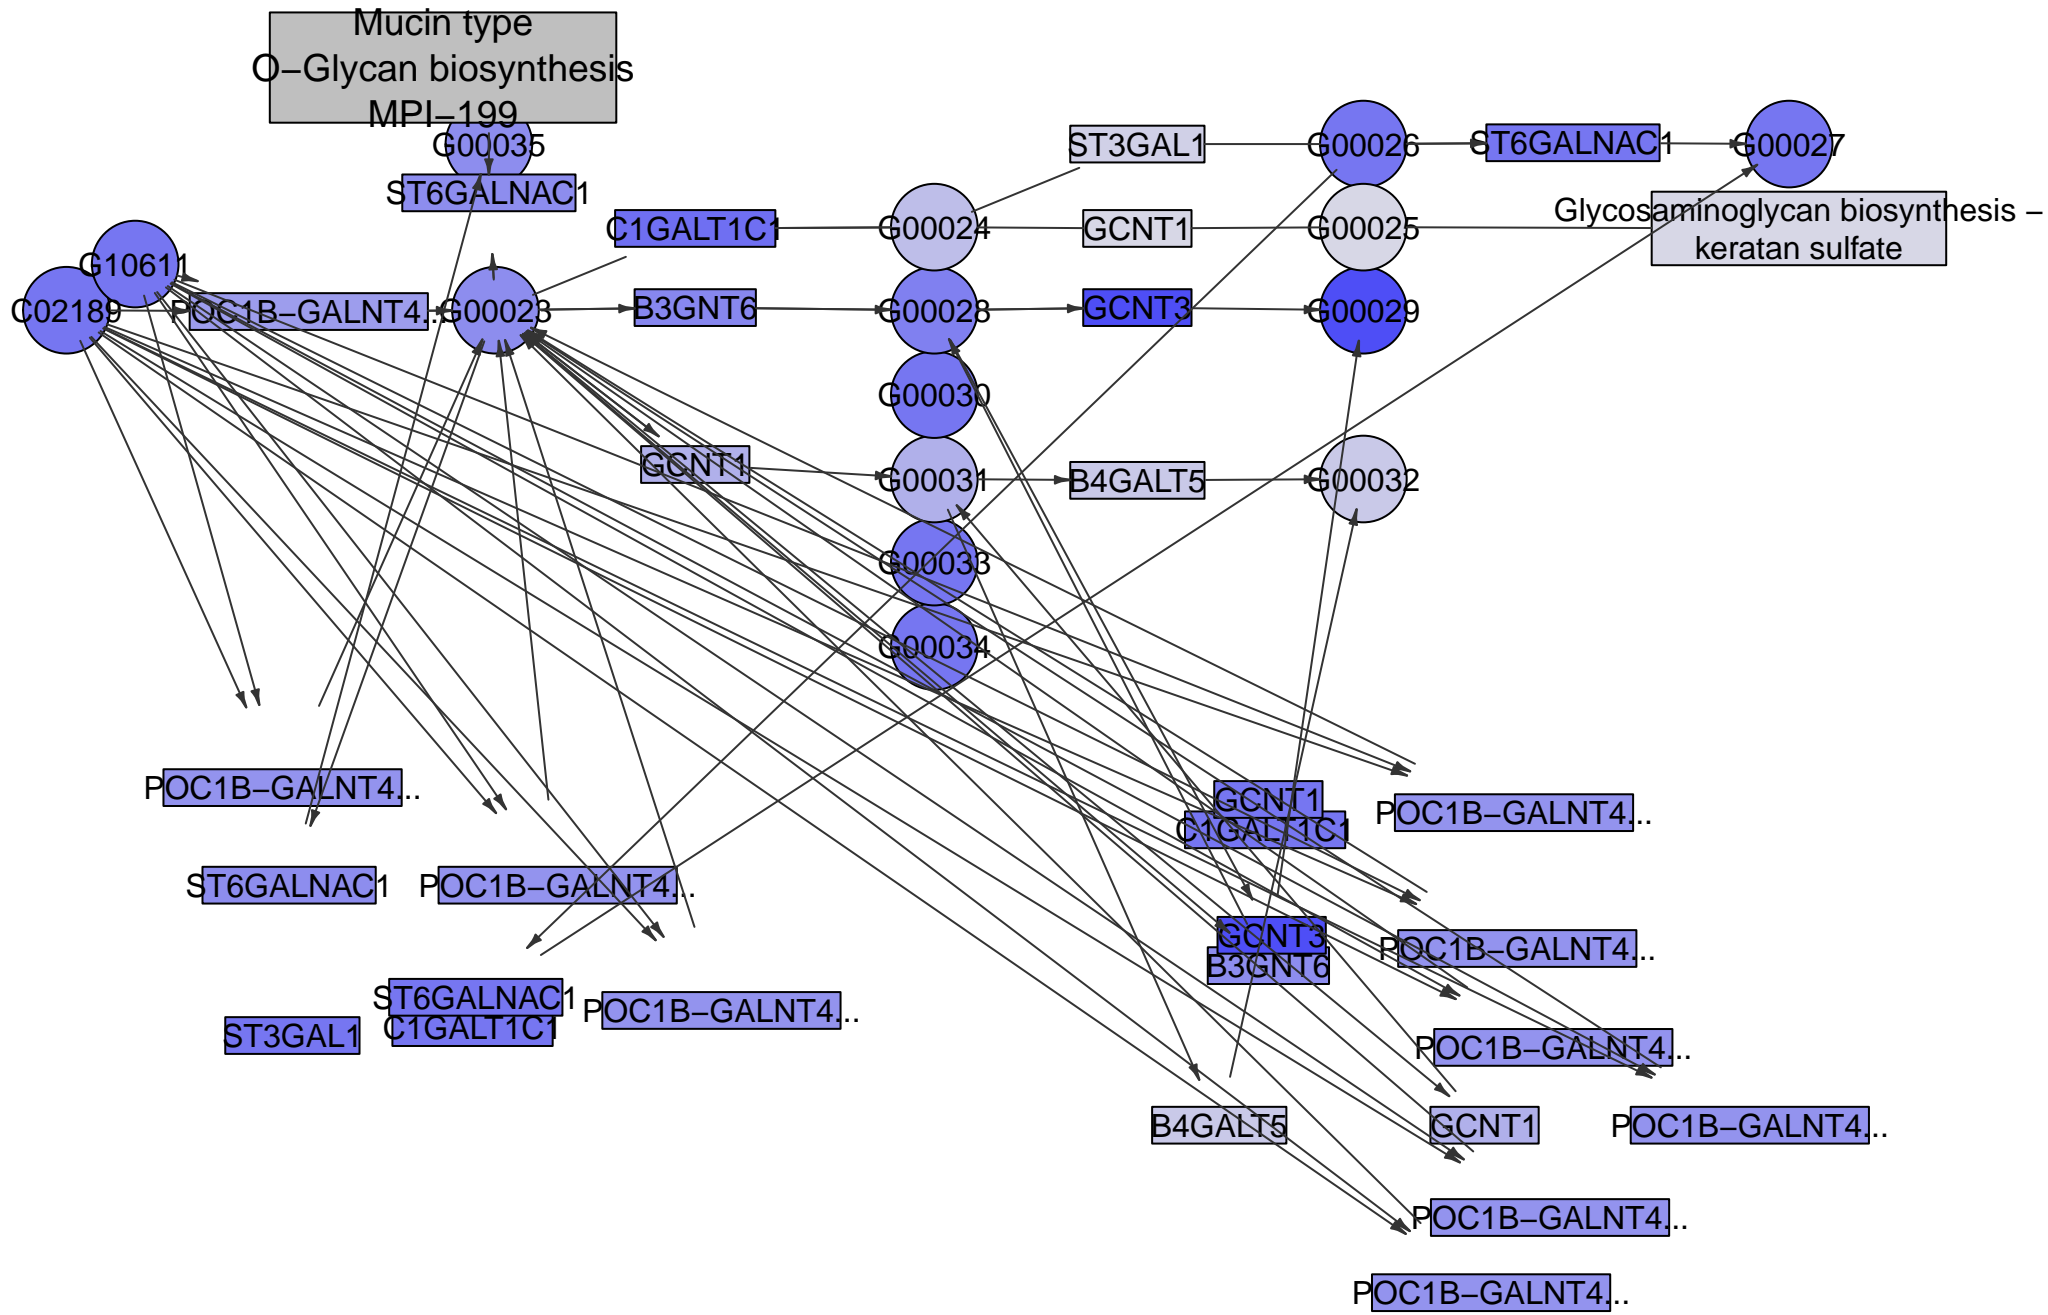 Mucin type
O−Glycan biosynthesis
MPI−199
G00035
ST3GAL1
G00026
ST6GALNAC1
G00027
ST6GALNAC1
C1GALT1C1
G00024
GCNT1
G00025
Glycosaminoglycan biosynthesis −
keratan sulfate
G10611
C02189
POC1B−GALNT4...
G00023
B3GNT6
G00028
GCNT3
G00029
G00030
GCNT1
G00031
B4GALT5
G00032
G00033
G00034
POC1B−GALNT4...
GCNT1
POC1B−GALNT4...
C1GALT1C1
ST6GALNAC1
POC1B−GALNT4...
GCNT3
POC1B−GALNT4...
B3GNT6
ST6GALNAC1
POC1B−GALNT4...
C1GALT1C1
ST3GAL1
POC1B−GALNT4...
B4GALT5
GCNT1
POC1B−GALNT4...
POC1B−GALNT4...
POC1B−GALNT4...